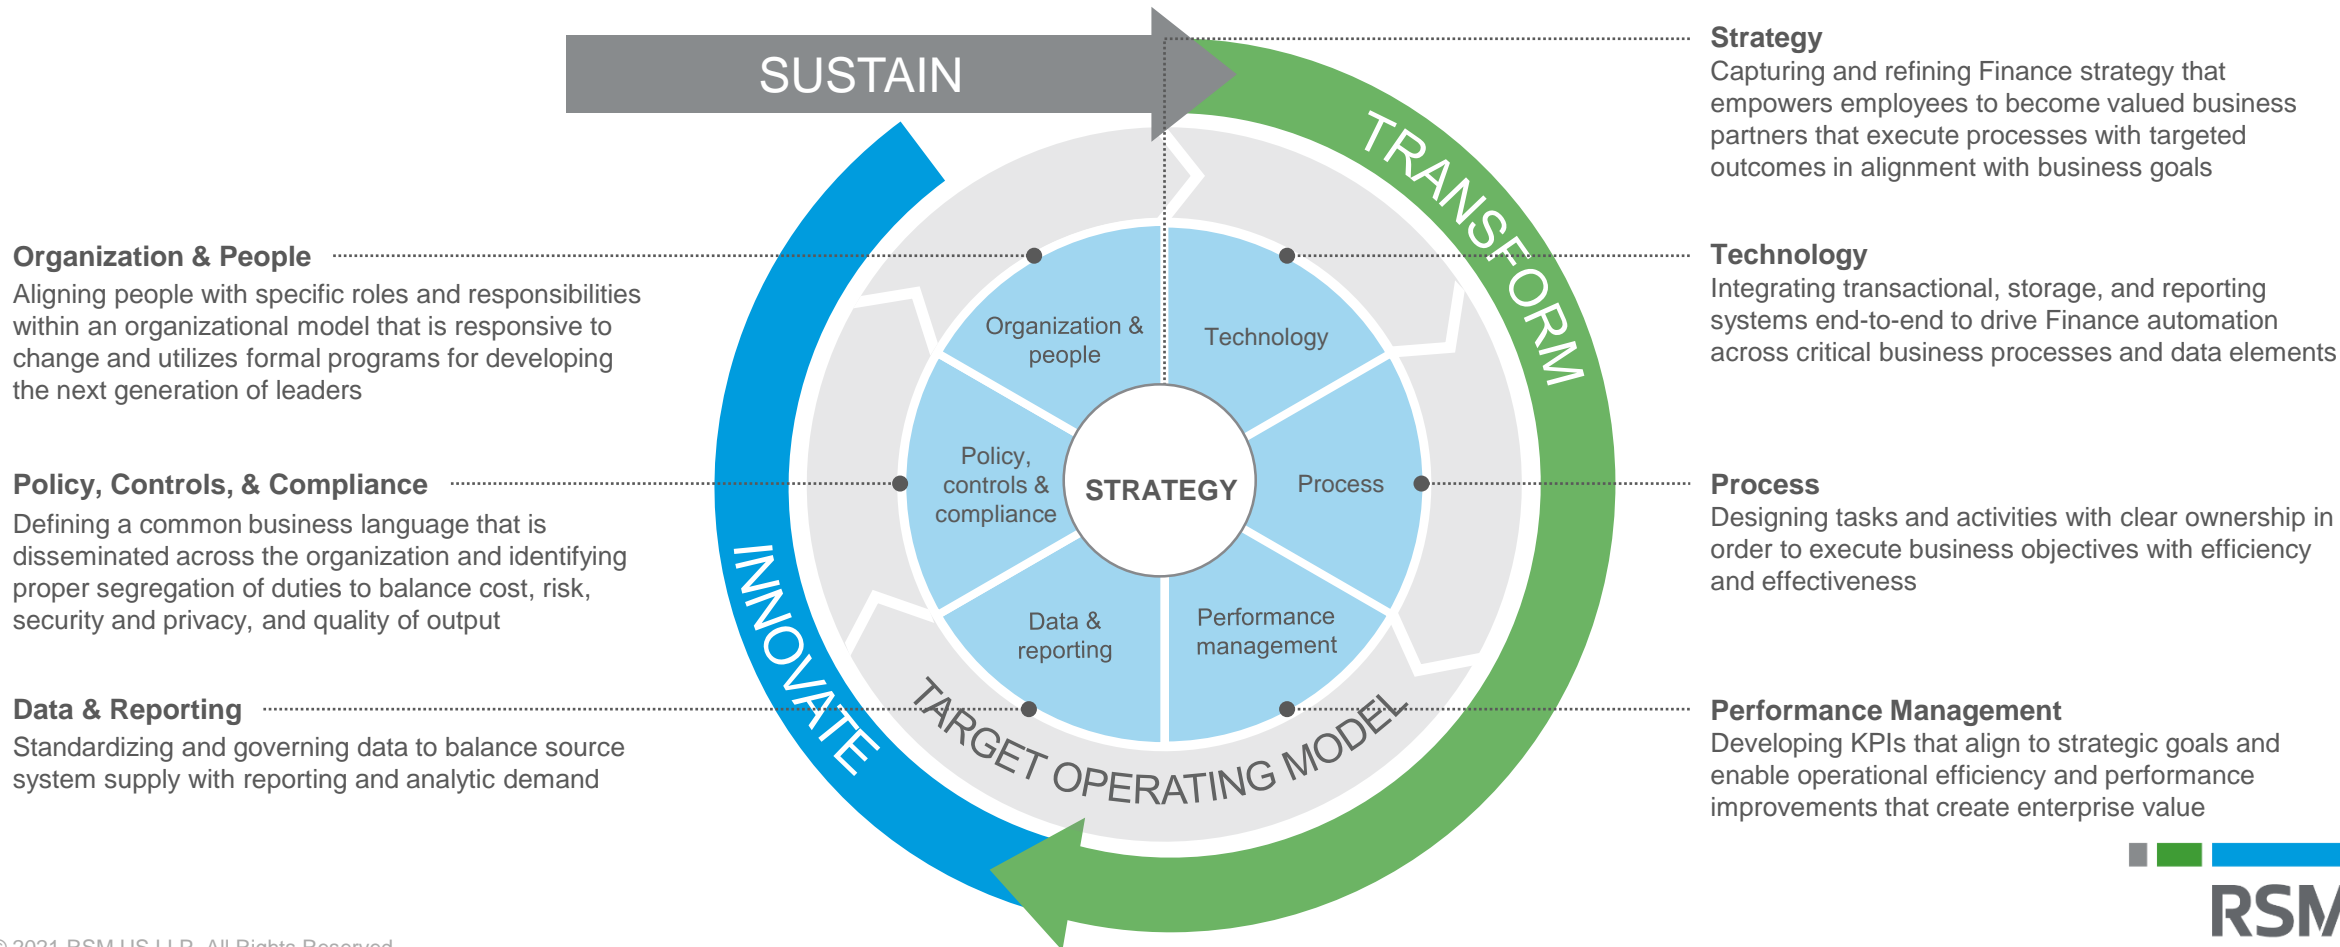 SUSTAIN
TRANSFORM
INNOVATE
TARGET OPERATING MODEL
STRATEGY
Organization &
people
Technology
Policy,
controls &
compliance
Process
Data &
reporting
Performance
management
Organization & People
Aligning people with specific roles and responsibilities
within an organizational model that is responsive to
change and utilizes formal programs for developing
the next generation of leaders
Policy, Controls, & Compliance
Defining a common business language that is
disseminated across the organization and identifying
proper segregation of duties to balance cost, risk,
security and privacy, and quality of output
Data & Reporting
Standardizing and governing data to balance source
system supply with reporting and analytic demand
Strategy
Capturing and refining Finance strategy that
empowers employees to become valued business
partners that execute processes with targeted
outcomes in alignment with business goals
Technology
Integrating transactional, storage, and reporting
systems end-to-end to drive Finance automation
across critical business processes and data elements
Process
Designing tasks and activities with clear ownership in
order to execute business objectives with efficiency
and effectiveness
Performance Management
Developing KPIs that align to strategic goals and
enable operational efficiency and performance
improvements that create enterprise value
RSM
© 2021 RSM US LLP. All Rights Reserved